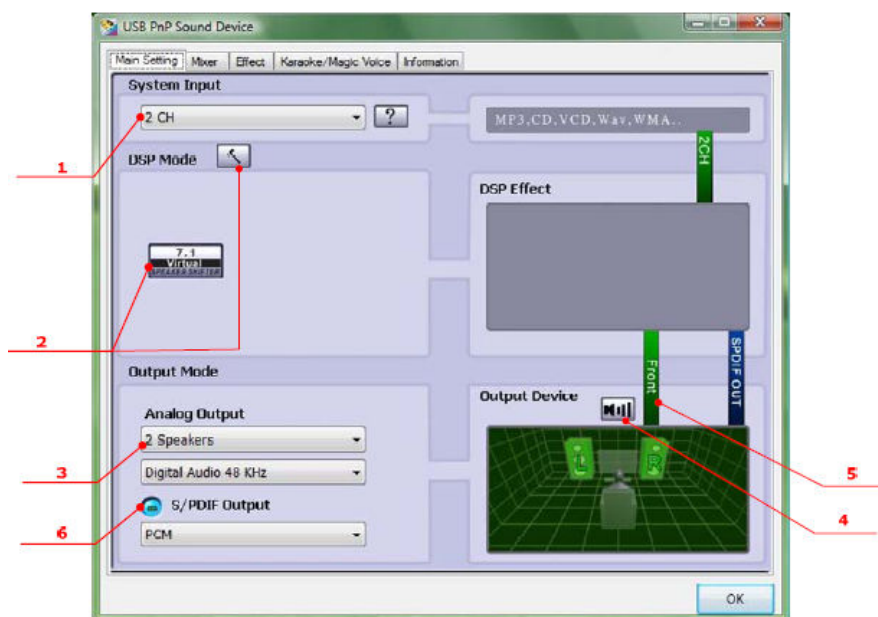 USB PnP Sound Device
Main Setting Mixer Effect Karaoke/Magic Voice Information
System Input
2 CH
?
MP3,CD,VCD,Wav,WMA..
2CH
1
DSP Mode
DSP Effect
7.1
Virtual
SPEAKER SHIFTER
2
Front
SPDIF OUT
Output Mode
Output Device
Analog Output
2 Speakers
L
R
3
Digital Audio 48 KHz
5
S/PDIF Output
4
6
PCM
OK